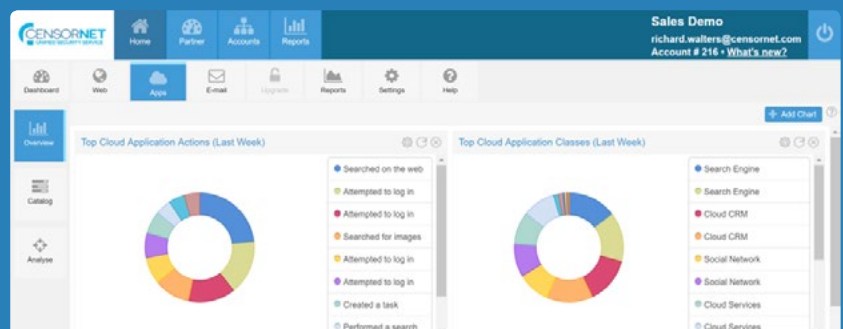 CENSORNET
UNIFIED SECURITY SERVICE
Home
Partner
Accounts
Reports
Sales Demo
richard.walters@censornet.com
Account # 216 • What's new?
Dashboard
Web
Apps
E-mail
Upgrade
Reports
Settings
Help
+ Add Chart
Overview
Catalog
Analyse
Top Cloud Application Actions (Last Week)
Searched on the web
Attempted to log in
Attempted to log in
Searched for images
Attempted to log in
Attempted to log in
Created a task
Performed a search
Top Cloud Application Classes (Last Week)
Search Engine
Search Engine
Cloud CRM
Cloud CRM
Social Network
Social Network
Cloud Services
Cloud Services